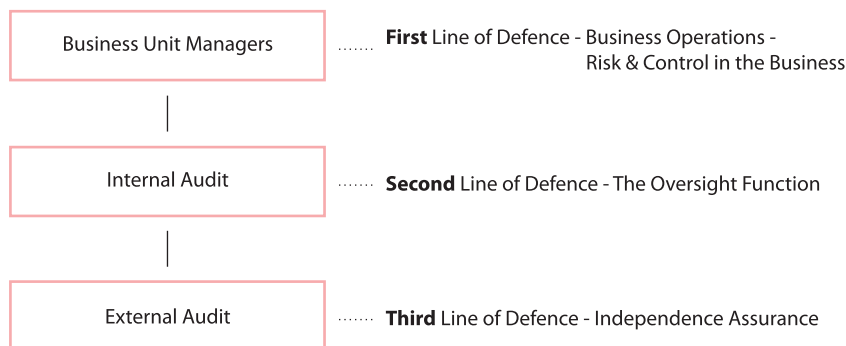 Business Unit Managers
....... First Line of Defence - Business Operations -
Risk & Control in the Business
Internal Audit
....... Second Line of Defence - The Oversight Function
External Audit
....... Third Line of Defence - Independence Assurance